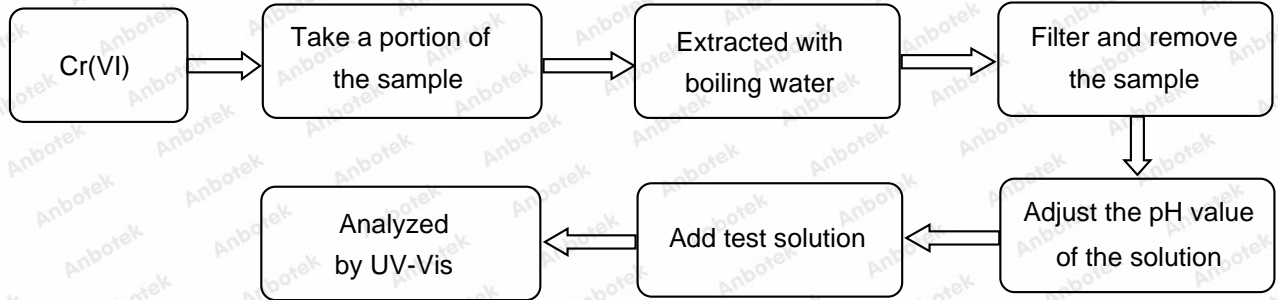 Cr(VI)
Take a portion of
the sample
Extracted with
boiling water
Filter and remove
the sample
Adjust the pH value
of the solution
Add test solution
Analyzed
by UV-Vis
Anbotek